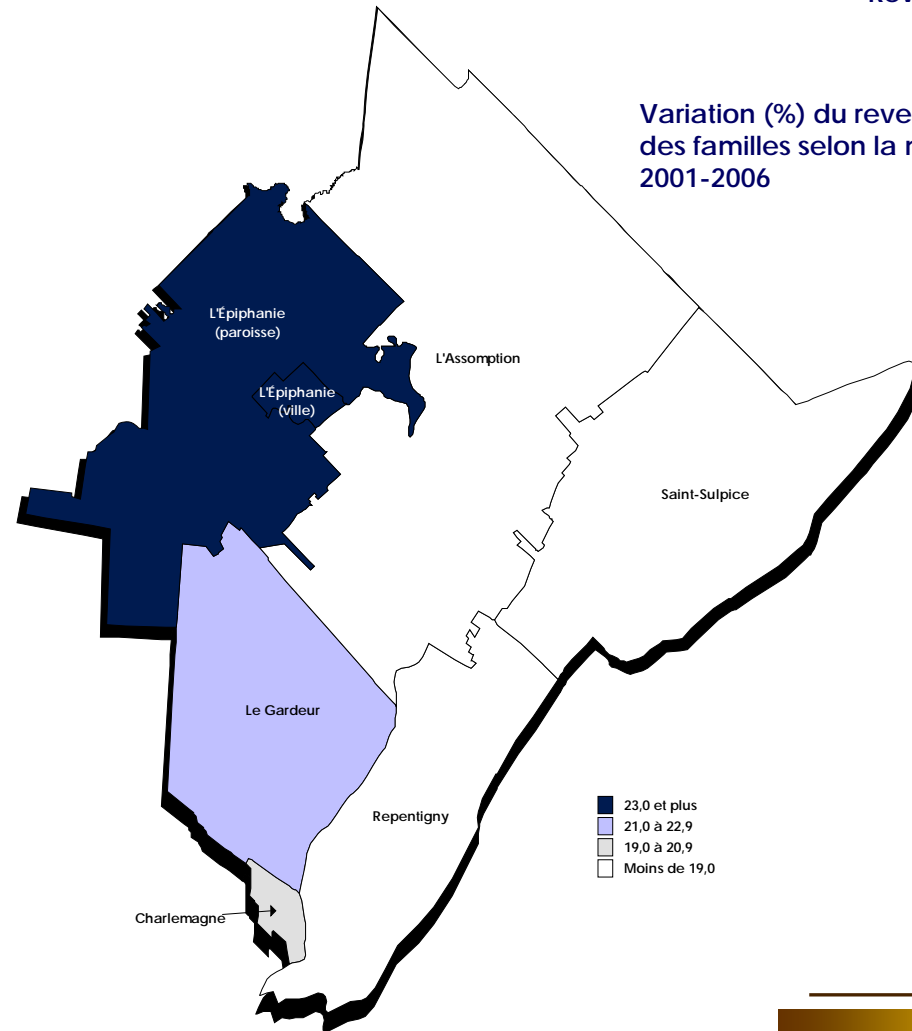 Variation (%) du reve
des familles selon la r
2001-2006
L'Épiphanie
(paroisse)
L'Assomption
L'Épiphanie
(ville)
Saint-Sulpice
Le Gardeur
Repentigny
23,0 et plus
21,0 à 22,9
19,0 à 20,9
Moins de 19,0
Charlemagne